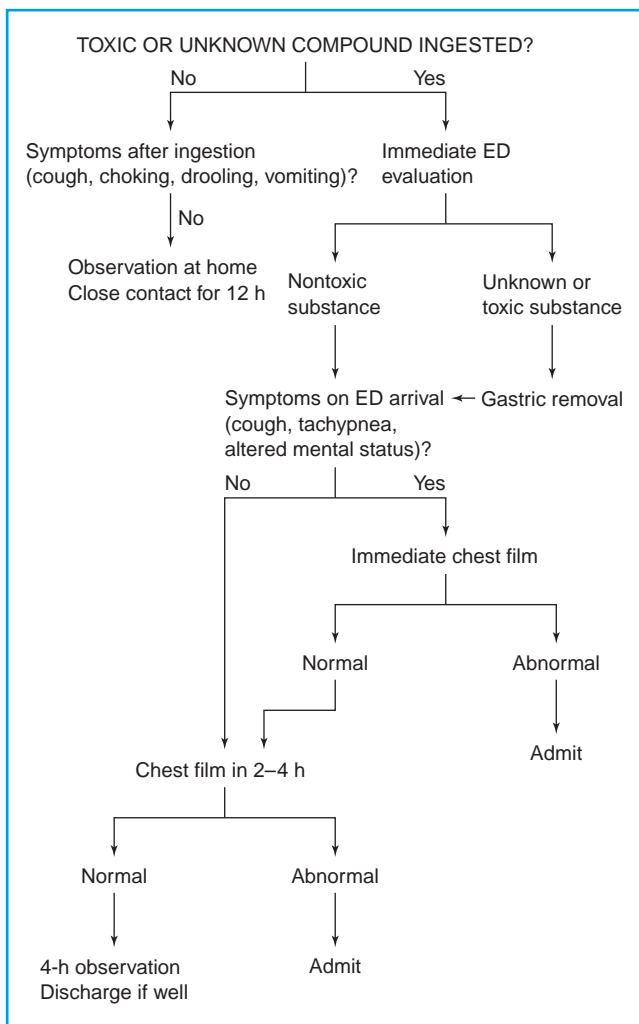 TOXIC OR UNKNOWN COMPOUND INGESTED?
No
Yes
Symptoms after ingestion
(cough, choking, drooling, vomiting)?
Immediate ED
evaluation
No
Observation at home
Close contact for 12 h
Nontoxic
substance
Unknown or
toxic substance
Symptoms on ED arrival
(cough, tachypnea,
altered mental status)?
Gastric removal
No
Yes
Immediate chest film
Normal
Abnormal
Admit
Chest film in 2–4 h
Normal
Abnormal
4-h observation
Discharge if well
Admit